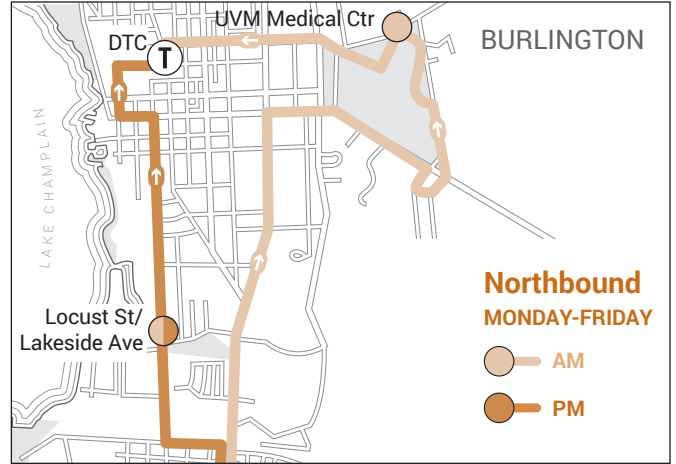 UVM Medical Ctr
DTC
T
BURLINGTON
LAKE CHAMPLAIN
Locust St/
Lakeside Ave
Northbound
MONDAY-FRIDAY
AM
PM